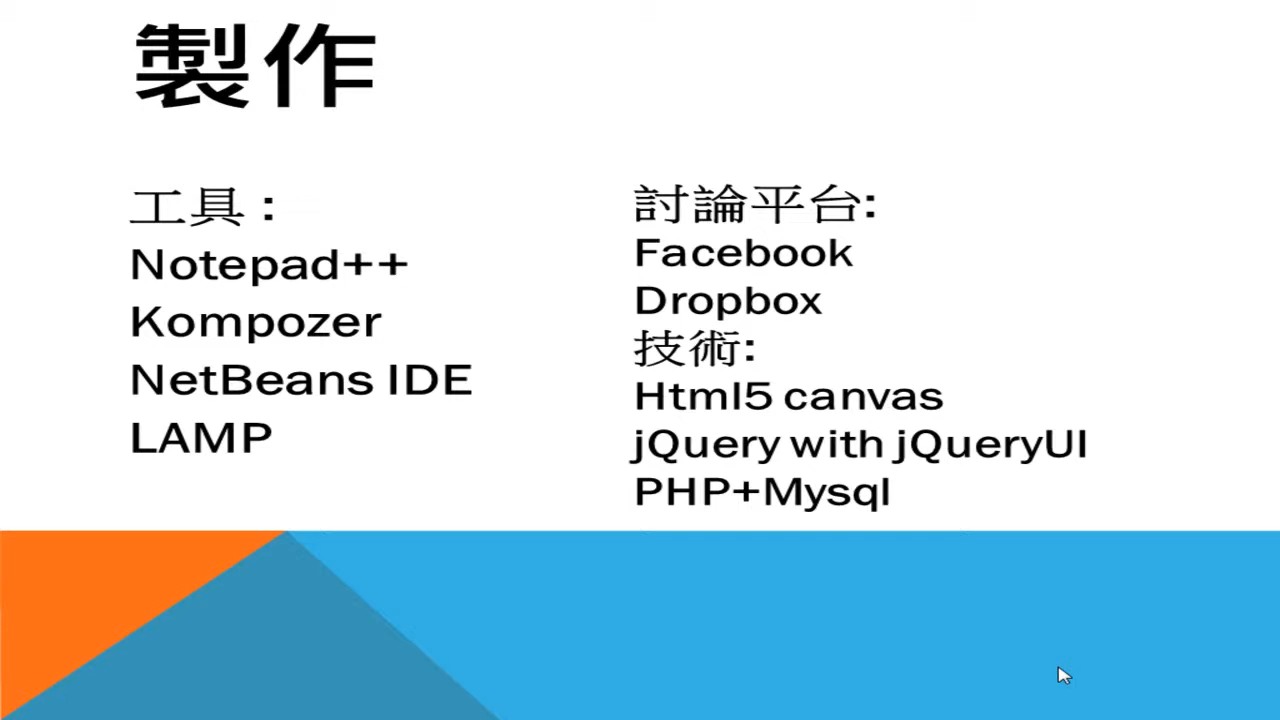 製作
工具 :
Notepad++
Kompozer
NetBeans IDE
LAMP
討論平台:
Facebook
Dropbox
技術:
Html5 canvas
jQuery with jQueryUI
PHP+Mysql